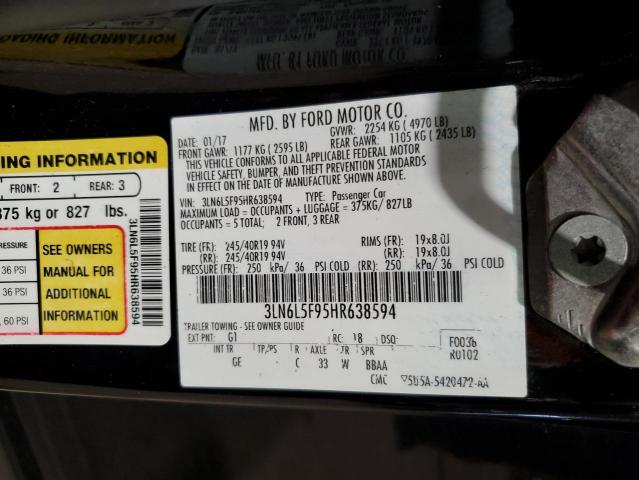 ING INFORMATION
FRONT: 2 REAR: 3
375 kg or 827 lbs.
PRESSURE
36 PSI
36 PSI
60 PSI
SEE OWNERS
MANUAL FOR
ADDITIONAL
INFORMATION
3LN6L5F95HR638594
MFD. BY FORD MOTOR CO.
DATE: 01/17 GVWR: 2254 KG ( 4970 LB)
FRONT GAWR: 1177 KG ( 2595 LB) REAR GAWR: 1105 KG ( 2435 LB)
THIS VEHICLE CONFORMS TO ALL APPLICABLE FEDERAL MOTOR
VEHICLE SAFETY, BUMPER, AND THEFT PREVENTION STANDARDS
IN EFFECT ON THE DATE OF MANUFACTURE SHOWN ABOVE.
VIN: 3LN6L5F95HR638594 TYPE: Passenger Car
MAXIMUM LOAD = OCCUPANTS + LUGGAGE = 375KG/ 827LB
OCCUPANTS = 5 TOTAL: 2 FRONT, 3 REAR
TIRE (FR): 245/40R19 94V RIMS (FR): 19x8.0J
(RR): 245/40R19 94V (RR): 19x8.0J
PRESSURE (FR): 250 kPa/ 36 PSI COLD (RR): 250 kPa/ 36 PSI COLD
3LN6L5F95HR638594
TRAILER TOWING - SEE OWNER GUIDE
EXT PNT: G1 RC: 18 DSO: F0036
INT TR TP/PS R AXLE TR SPR R0102
GE C 33 W BBAA
CMC